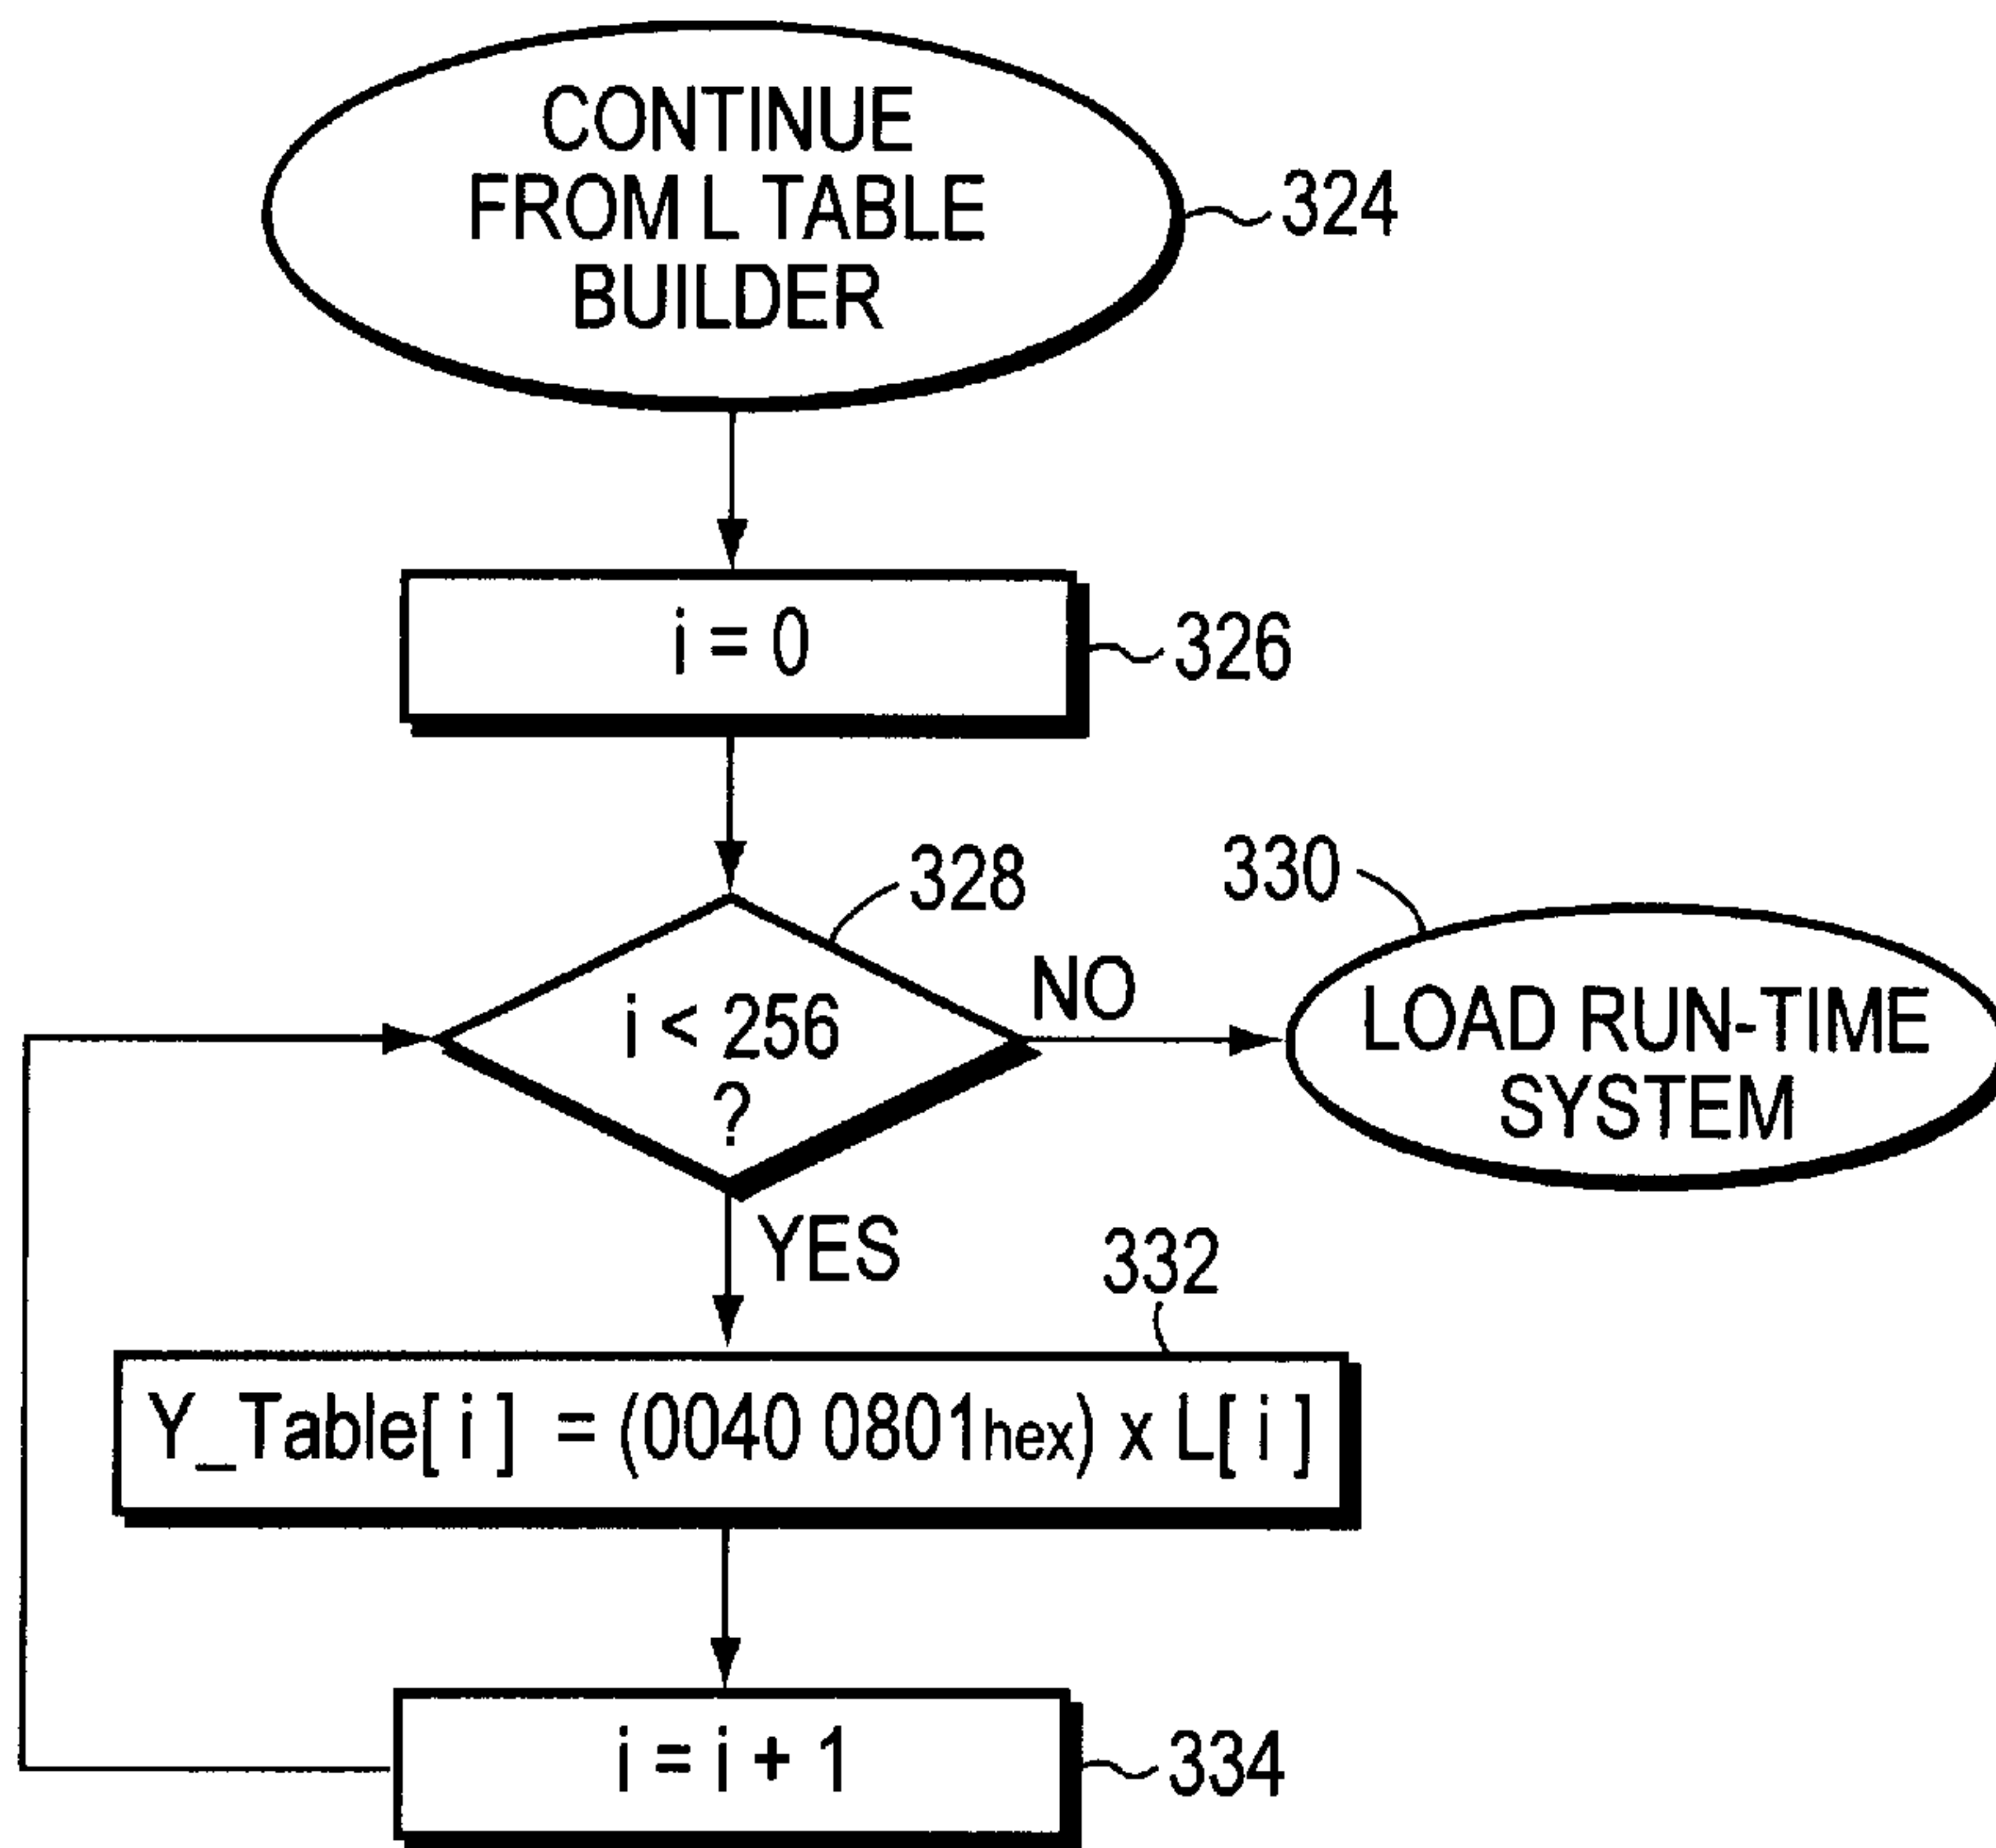 CONTINUE
FROM L TABLE
BUILDER
324
i = 0
326
328
330
i < 256
?
NO
LOAD RUN-TIME
SYSTEM
YES
332
Y_Table[ i ] = (0040 0801hex) x L[ i ]
i = i + 1
334